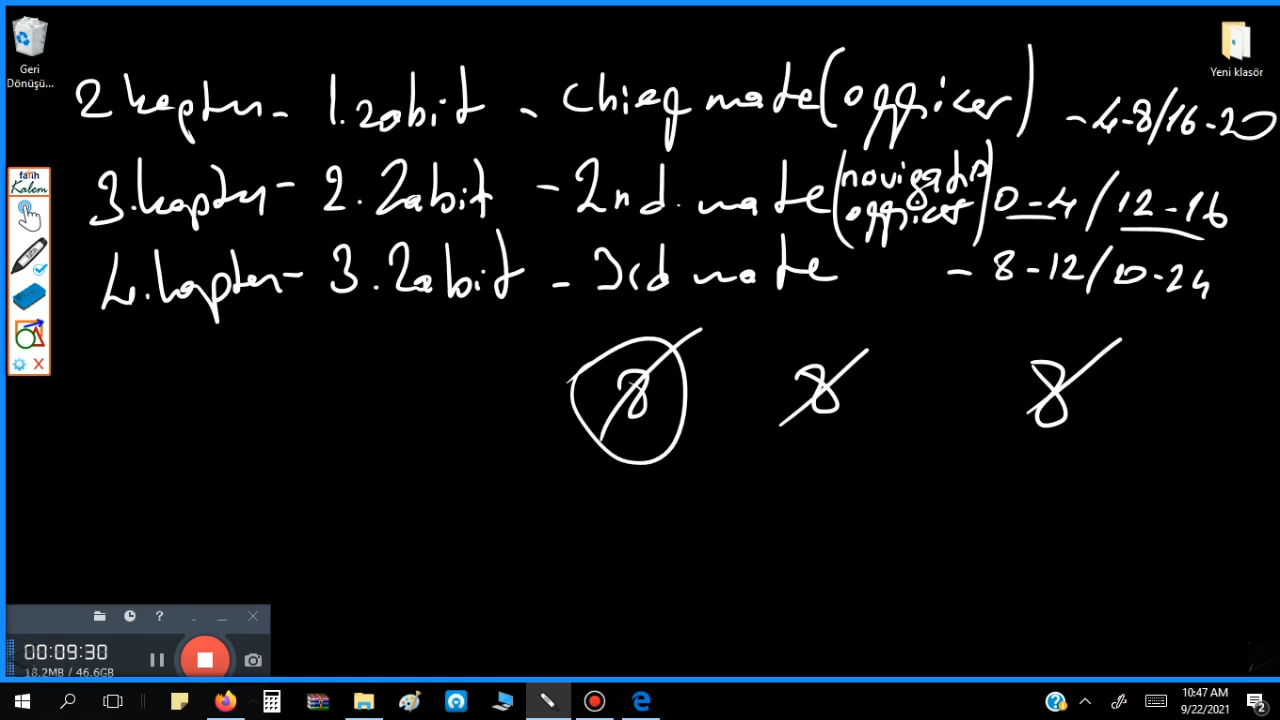 Geri
Dönüşü...
Yeni klasör
2 kaptan - 1. zabit - chief mate (officer) - 4-8/16-20
3. kaptan - 2. zabit - 2nd. mate (navigatio officer) 0-4/12-16
4. kaptan - 3. zabit - 3rd mate - 8-12/20-24
8 8 8
fatih
Kalem
00:09:30
18.2MB / 46.6GB
10:47 AM
9/22/2021
2